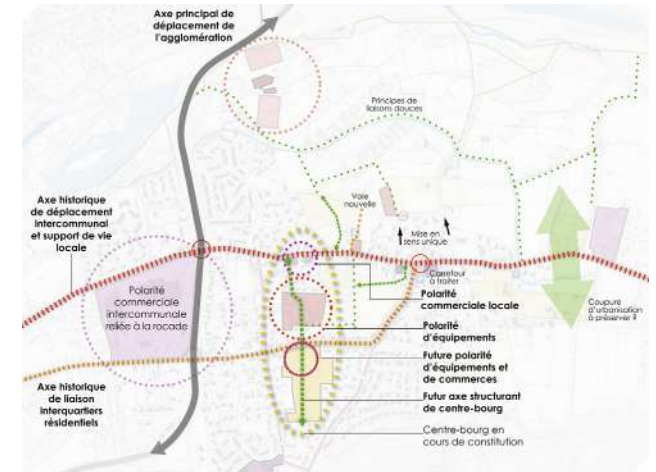 Axe principal de
déplacement de
l'agglomération
Principes de
liaisons douces
Axe historique
de déplacement
intercommunal
et support de vie
locale
Voie
nouvelle
Mise en
sens unique
Polarité
commerciale
intercommunale
reliée à la rocade
Carrefour
à traiter
Polarité
commerciale locale
Coupure
d'urbanisation
à préserver ?
Polarité
d'équipements
Future polarité
d'équipements et
de commerces
Axe historique
de liaison
interquartiers
résidentiels
Futur axe structurant
de centre-bourg
Centre-bourg en
cours de constitution